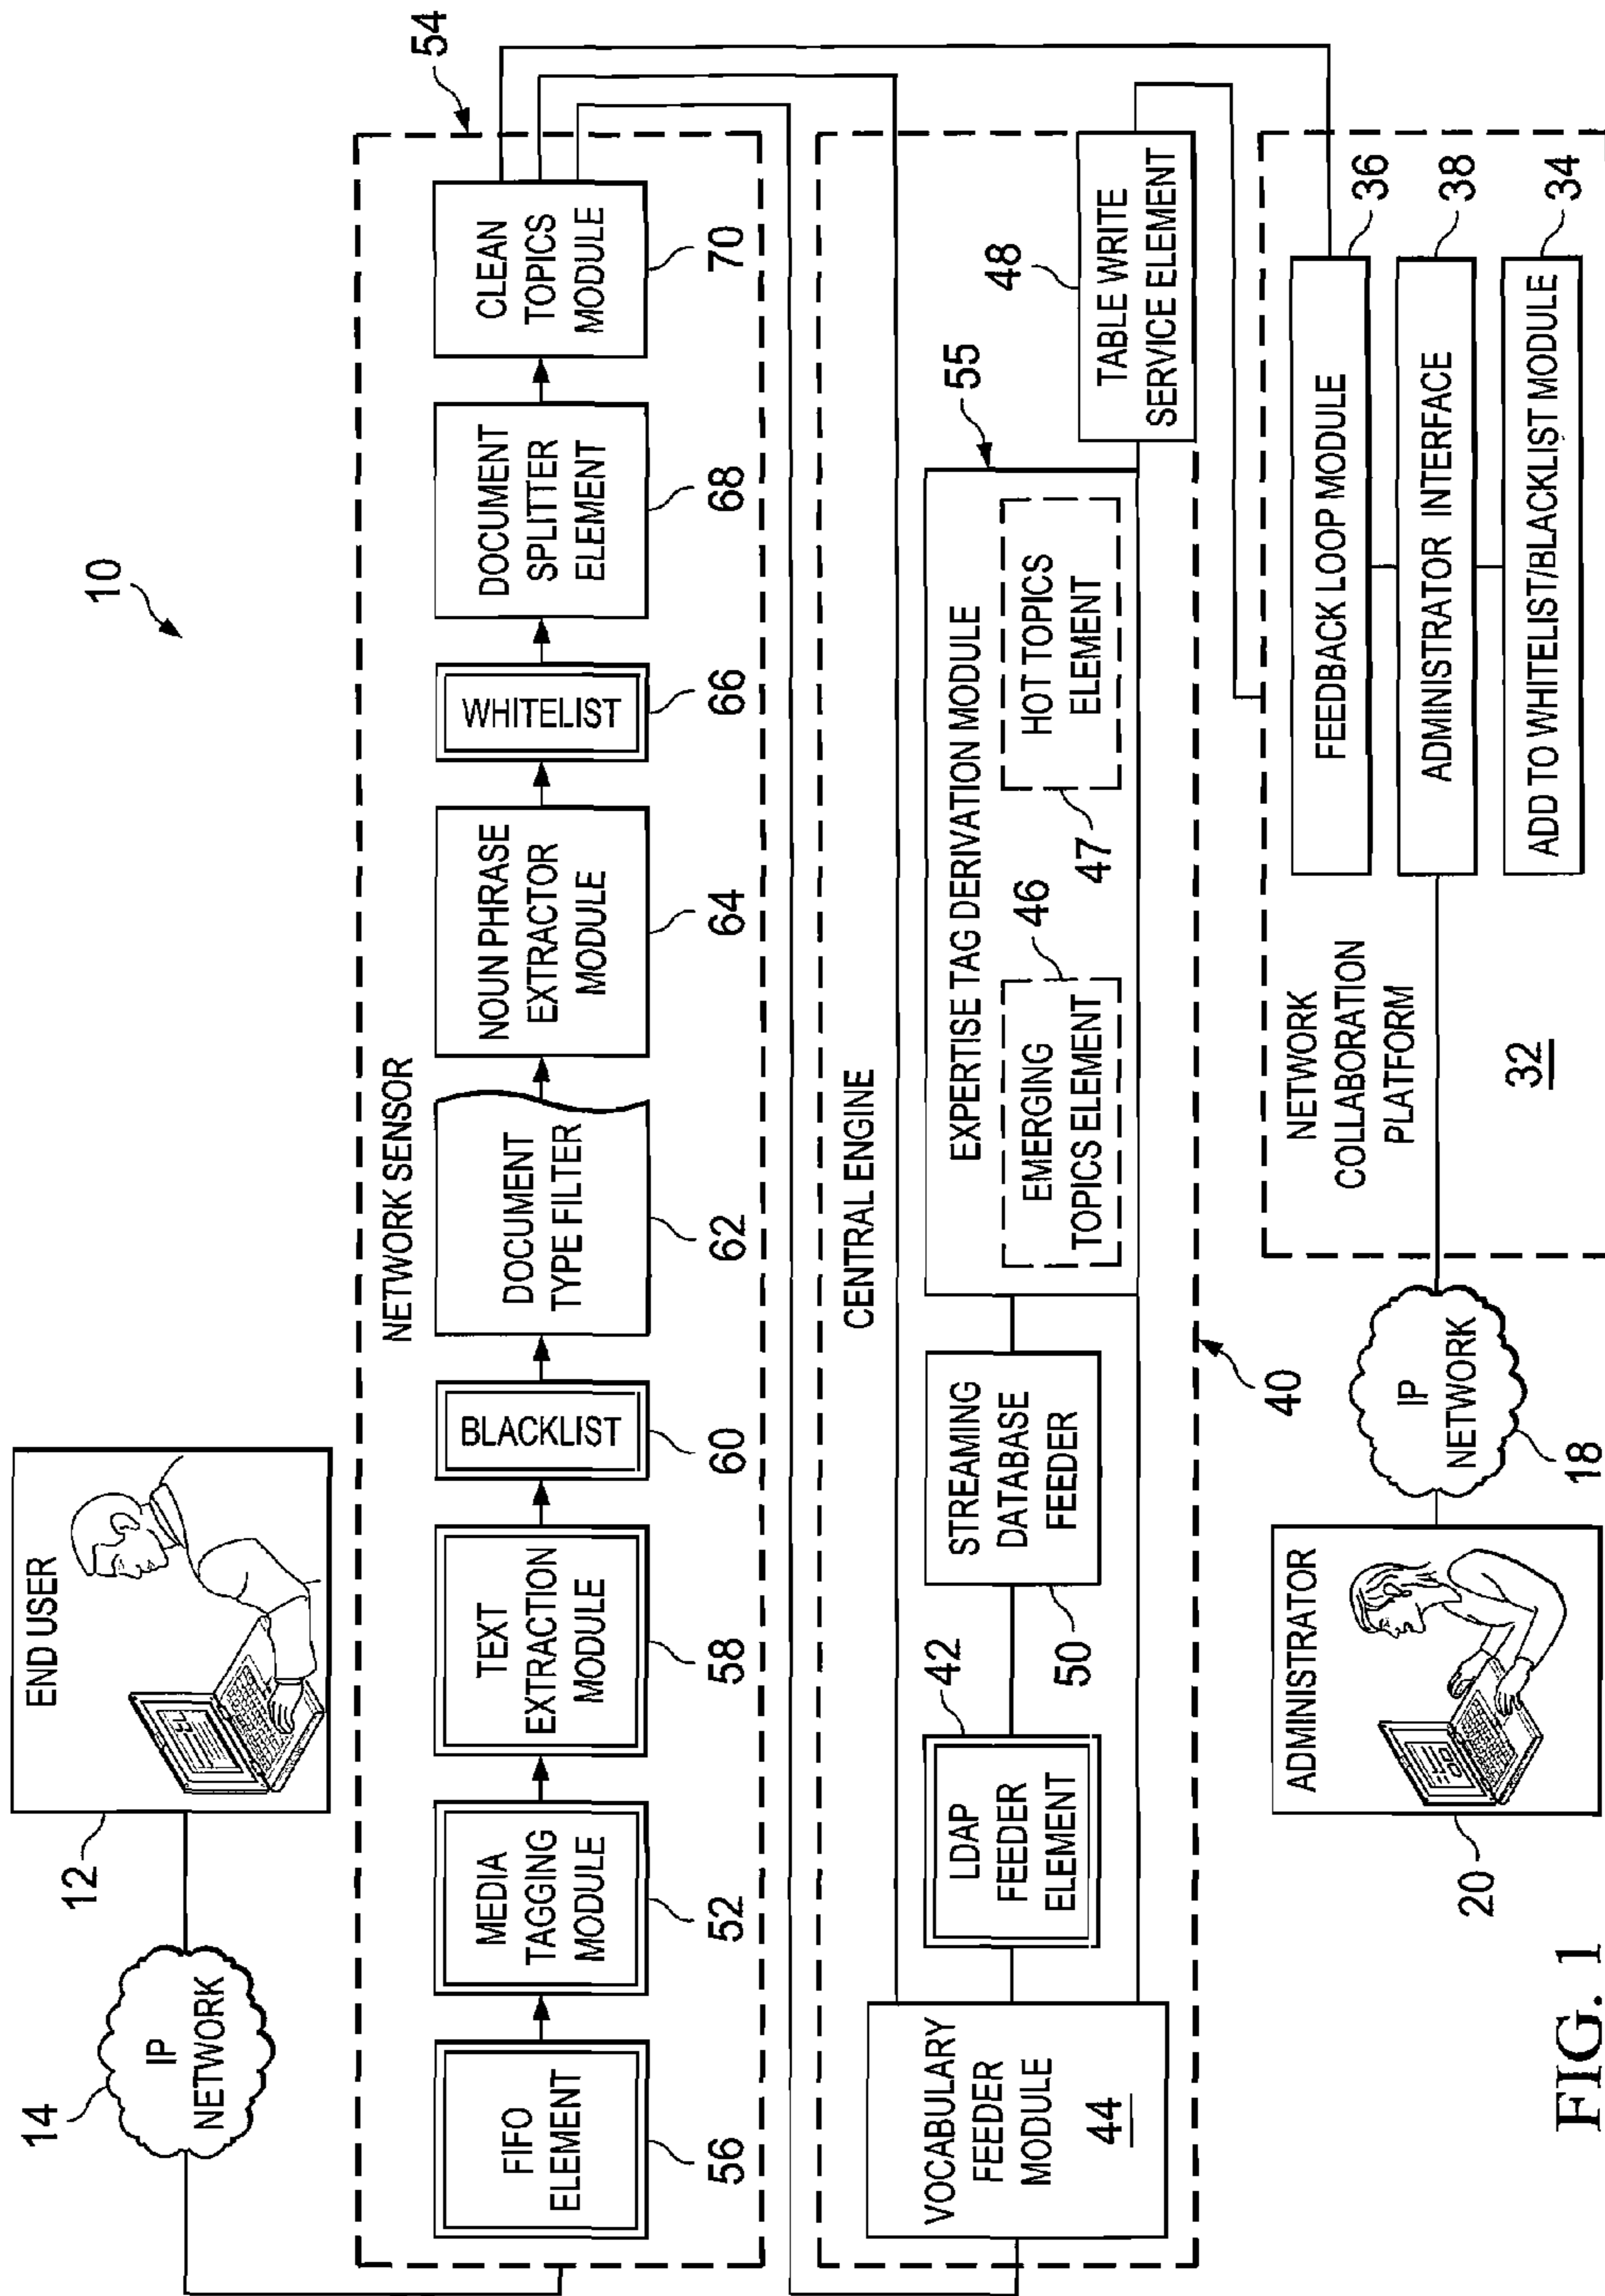 10
END USER
12
IP
NETWORK
14
54
NETWORK SENSOR
FIFO
ELEMENT
56
MEDIA
TAGGING
MODULE
52
TEXT
EXTRACTION
MODULE
58
BLACKLIST
60
DOCUMENT
TYPE FILTER
62
NOUN PHRASE
EXTRACTOR
MODULE
64
WHITELIST
66
DOCUMENT
SPLITTER
ELEMENT
68
CLEAN
TOPICS
MODULE
70
CENTRAL ENGINE
VOCABULARY
FEEDER
MODULE
44
42
LDAP
FEEDER
ELEMENT
STREAMING
DATABASE
FEEDER
50
55
EXPERTISE TAG DERIVATION MODULE
46
EMERGING
TOPICS ELEMENT
47
HOT TOPICS
ELEMENT
48
TABLE WRITE
SERVICE ELEMENT
40
ADMINISTRATOR
20
IP
NETWORK
18
NETWORK
COLLABORATION
PLATFORM
32
FEEDBACK LOOP MODULE
36
ADMINISTRATOR INTERFACE
38
ADD TO WHITELIST/BLACKLIST MODULE
34
FIG. 1